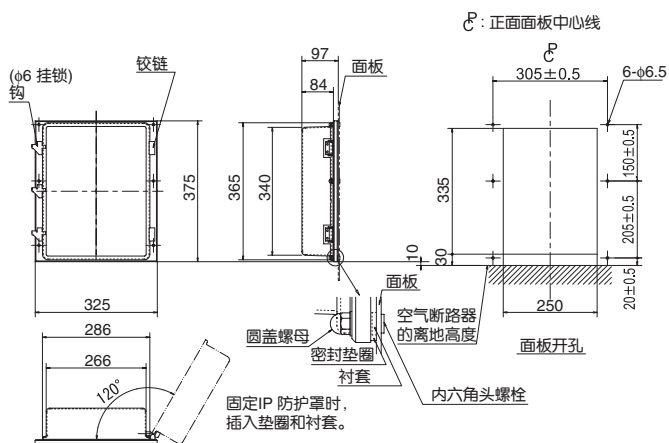 ₧ : 正面面板中心线
97
84
面板
(φ6 挂锁)
钩
铰链
375
325
365
340
10
℄
305±0.5
6-φ6.5
335
30
150±0.5
205±0.5
20±0.5
250
空气断路器
的离地高度
面板开孔
面板
圆盖螺母
密封垫圈
衬套
内六角头螺栓
286
266
120°
固定IP 防护罩时,
插入垫圈和衬套。